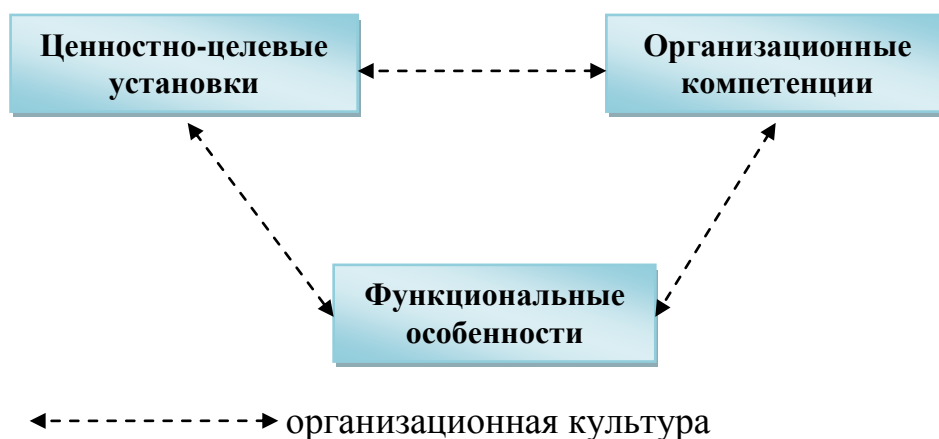 Ценностно-целевые
установки
Организационные
компетенции
Функциональные
особенности
организационная культура